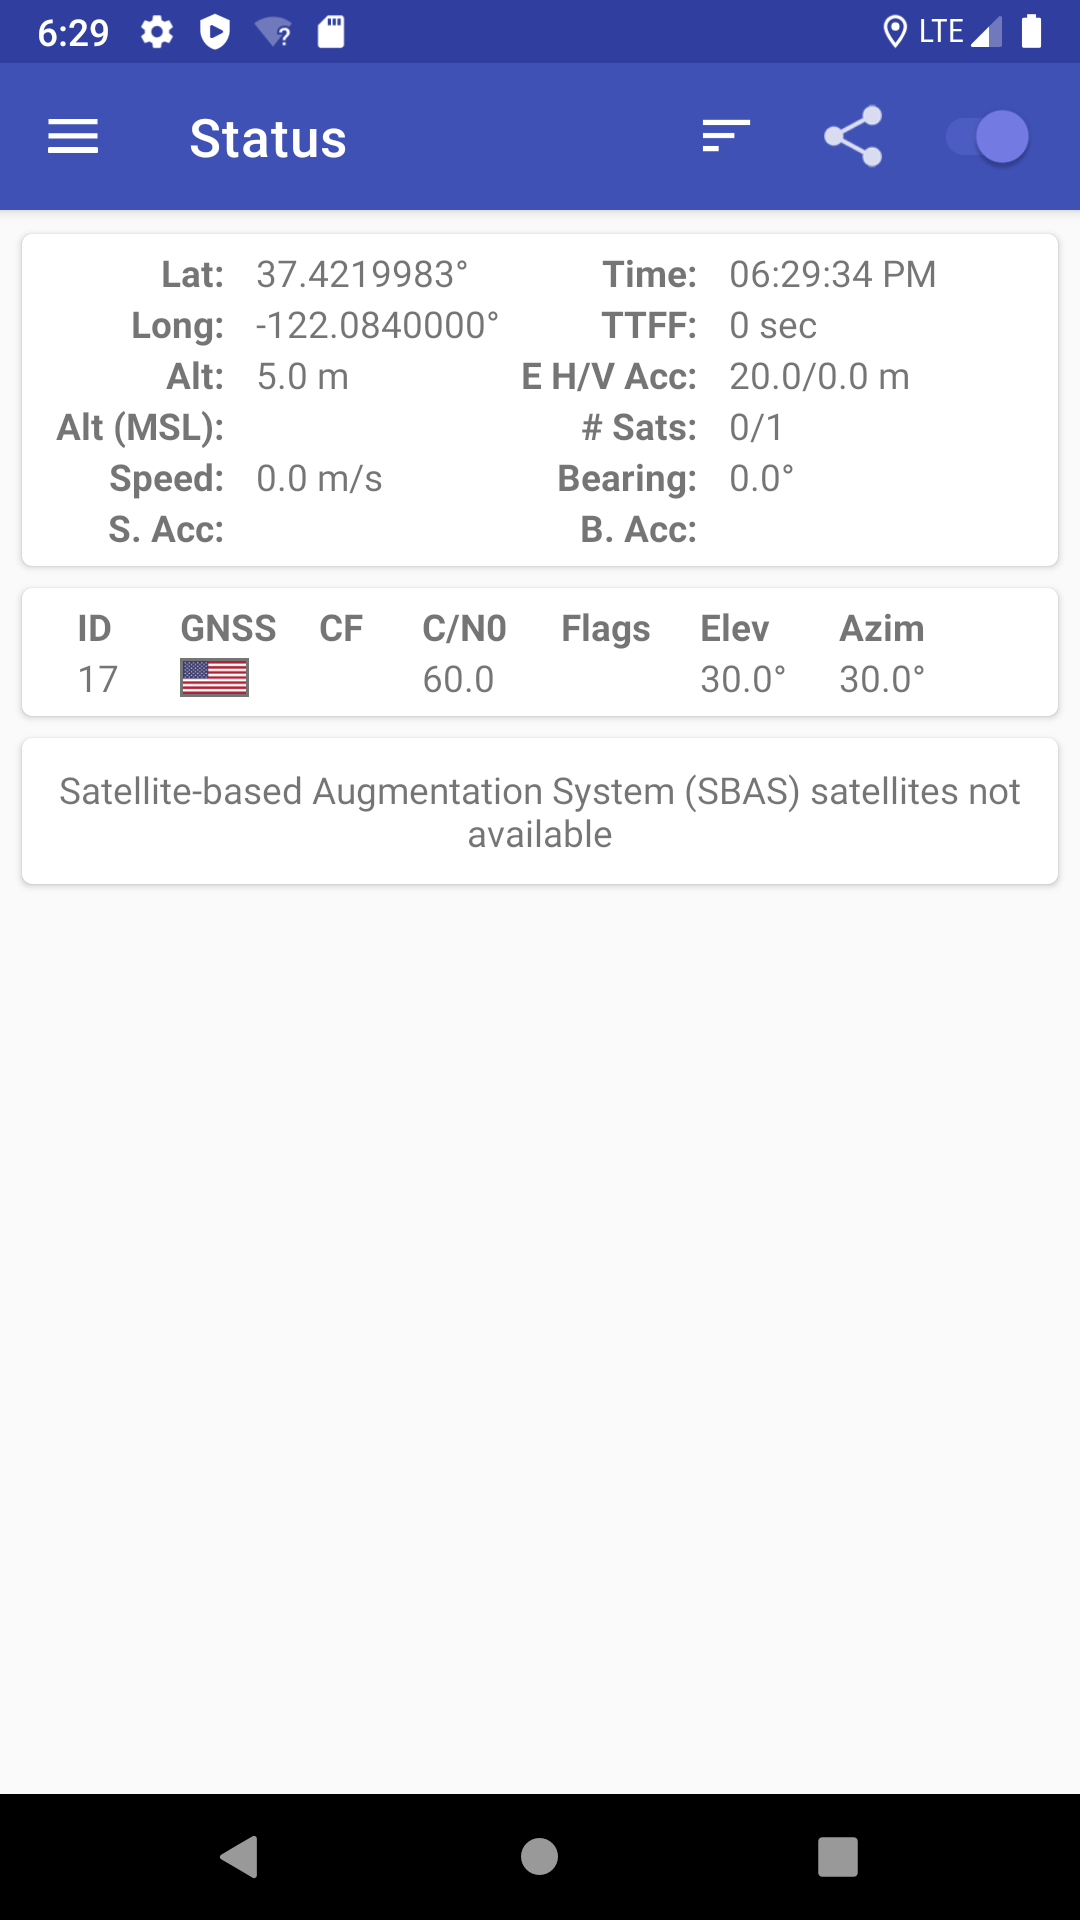 6:29 LTE
Status
Lat: 37.4219983° Time: 06:29:34 PM
Long: -122.0840000° TTFF: 0 sec
Alt: 5.0 m E H/V Acc: 20.0/0.0 m
Alt (MSL): # Sats: 0/1
Speed: 0.0 m/s Bearing: 0.0°
S. Acc: B. Acc:
ID GNSS CF C/N0 Flags Elev Azim
17 60.0 30.0° 30.0°
Satellite-based Augmentation System (SBAS) satellites not
available